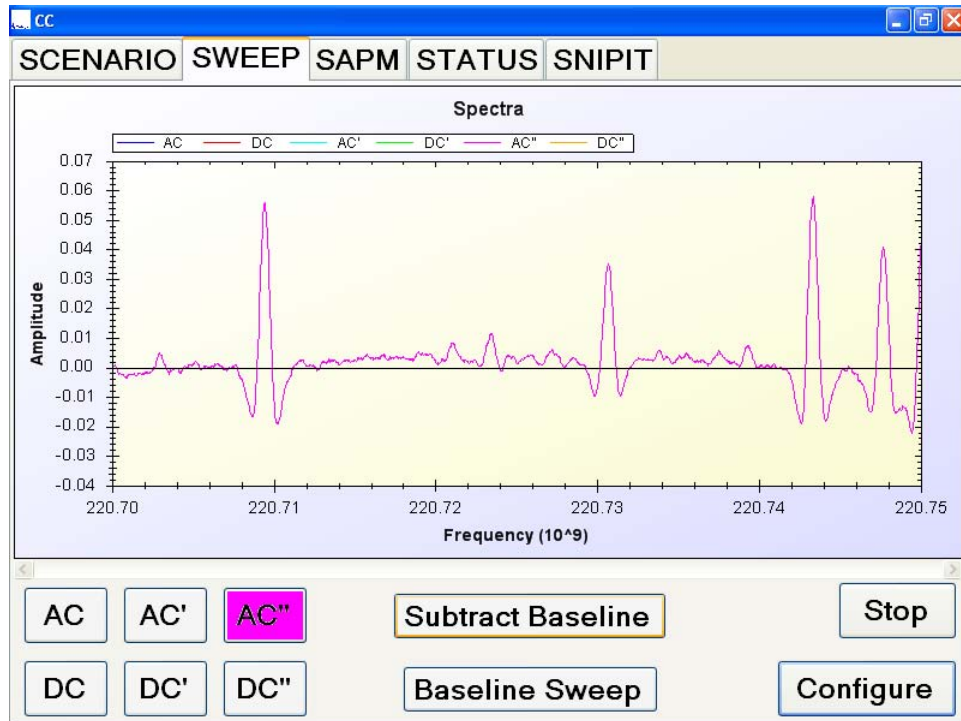 CC
SCENARIO SWEEP SAPM STATUS SNIPIT
Spectra
AC DC AC' DC' AC" DC"
0.07
0.06
0.05
0.04
0.03
0.02
0.01
0.00
-0.01
-0.02
-0.03
-0.04
Amplitude
220.70 220.71 220.72 220.73 220.74 220.75
Frequency (10^9)
AC AC' AC" Subtract Baseline Stop
DC DC' DC" Baseline Sweep Configure